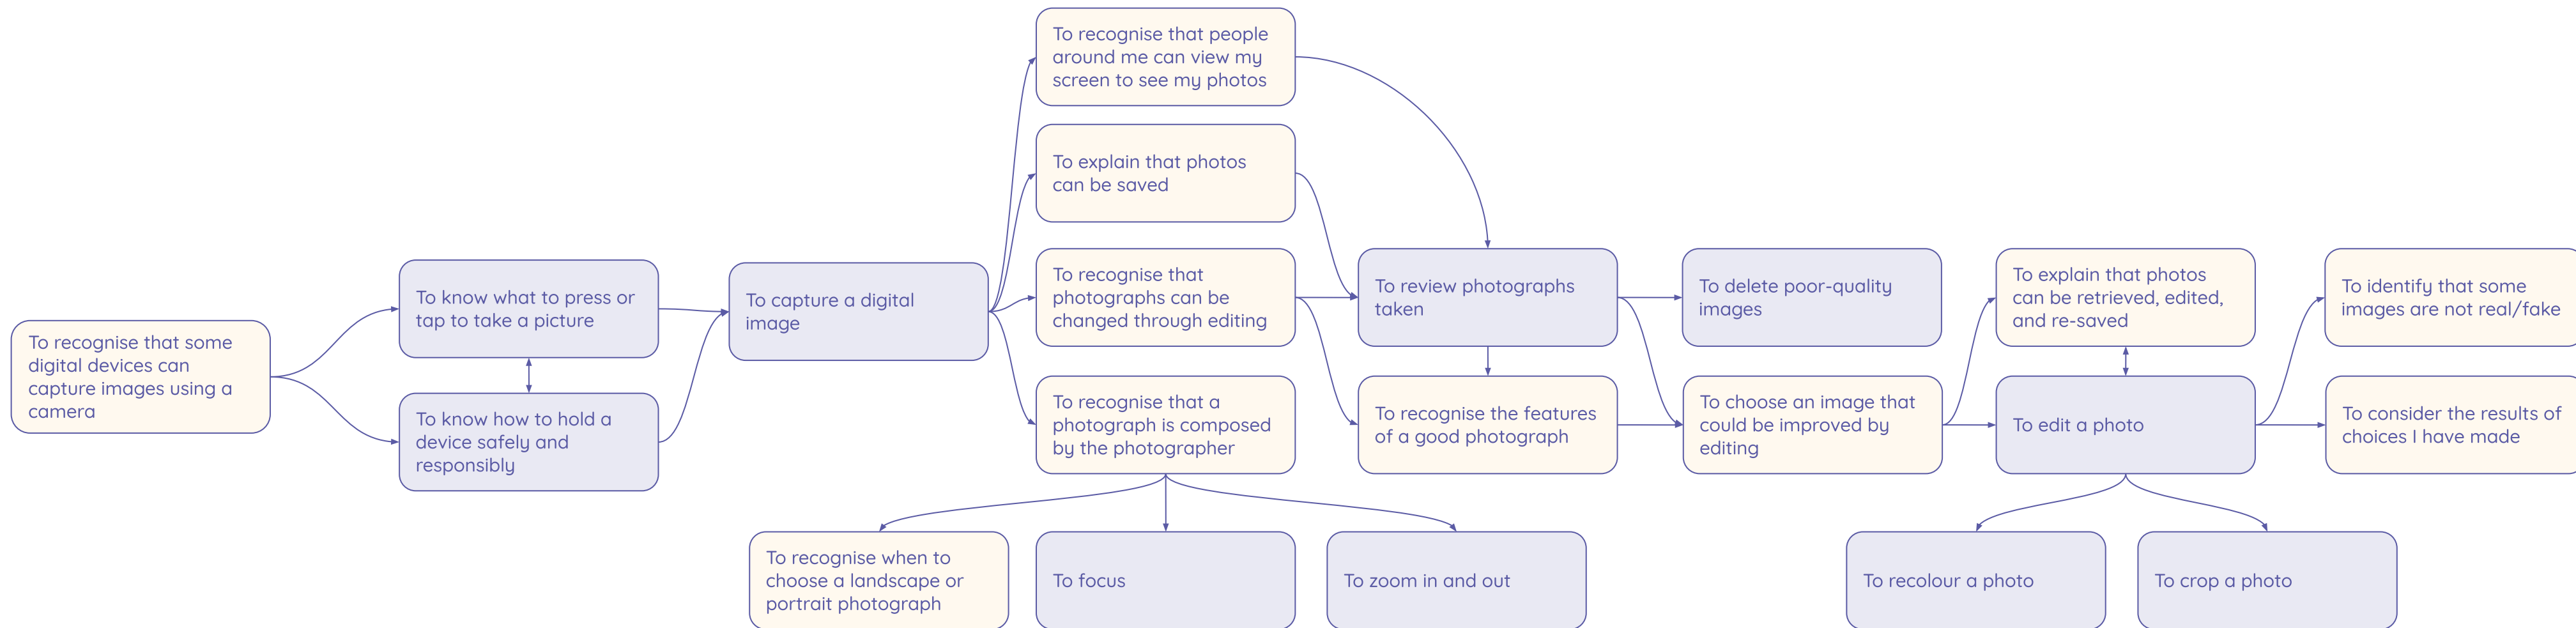 To recognise that some
digital devices can
capture images using a
camera
To know what to press or
tap to take a picture
To know how to hold a
device safely and
responsibly
To capture a digital
image
To recognise that people
around me can view my
screen to see my photos
To explain that photos
can be saved
To recognise that
photographs can be
changed through editing
To recognise that a
photograph is composed
by the photographer
To recognise when to
choose a landscape or
portrait photograph
To focus
To zoom in and out
To review photographs
taken
To recognise the features
of a good photograph
To delete poor-quality
images
To choose an image that
could be improved by
editing
To explain that photos
can be retrieved, edited,
and re-saved
To edit a photo
To recolour a photo
To crop a photo
To identify that some
images are not real/fake
To consider the results of
choices I have made